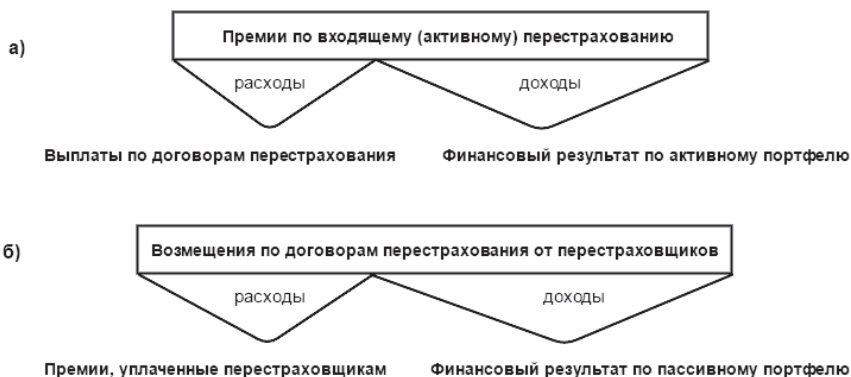 а)
Премии по входящему (активному) перестрахованию
расходы
доходы
Выплаты по договорам перестрахования
Финансовый результат по активному портфелю
б)
Возмещения по договорам перестрахования от перестраховщиков
расходы
доходы
Премии, уплаченные перестраховщикам
Финансовый результат по пассивному портфелю